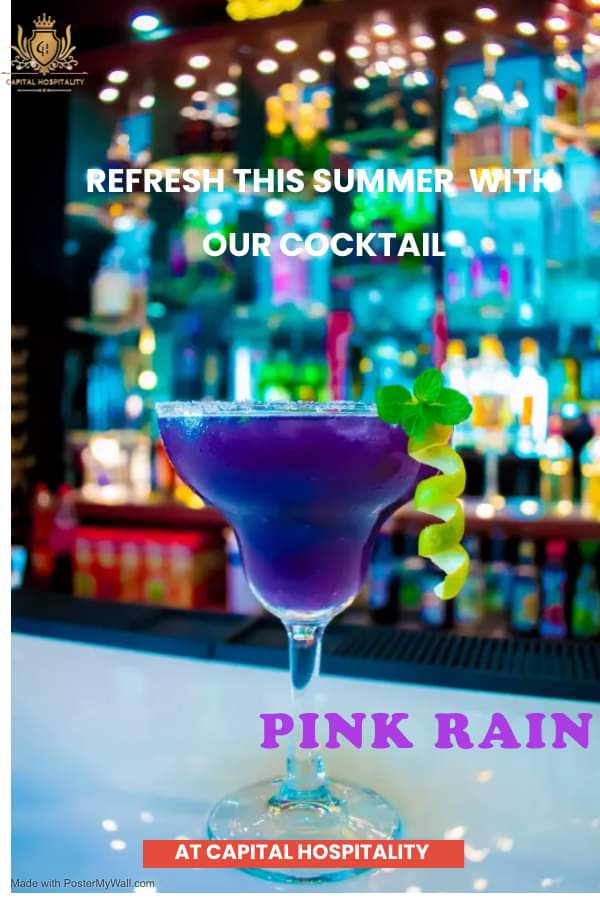 CAPITAL HOSPITALITY
REFRESH THIS SUMMER WITH
OUR COCKTAIL
PINK RAIN
AT CAPITAL HOSPITALITY
Made with PosterMyWall.com